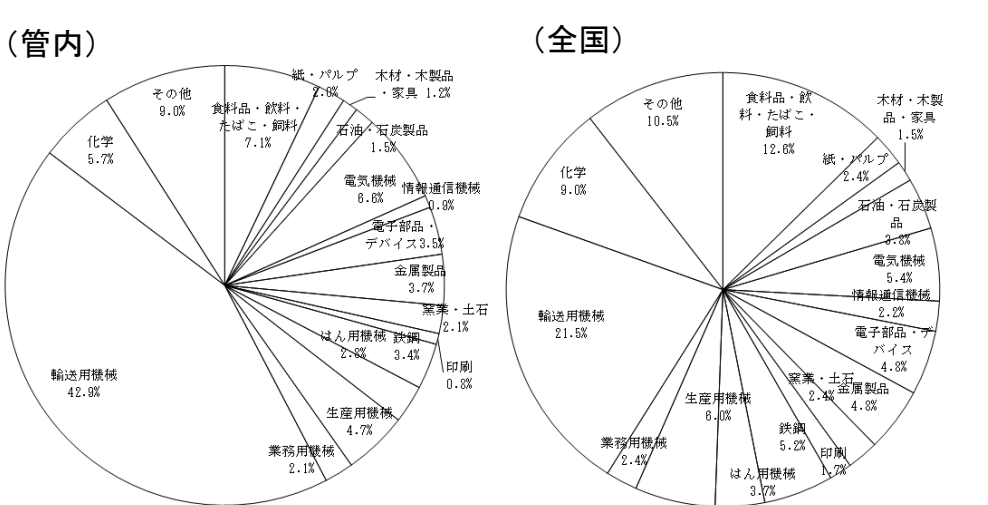 （管内）
その他
9.0%
食料品・飲料・
たばこ・飼料
7.1%
紙・パルプ
2.0%
木材・木製品
・家具 1.2%
石油・石炭製品
1.5%
電気機械
6.6%
情報通信機械
0.9%
電子部品・
デバイス3.5%
金属製品
3.7%
窯業・土石
2.1%
印刷
0.8%
鉄鋼
3.4%
はん用機械
2.8%
生産用機械
4.7%
業務用機械
2.1%
輸送用機械
42.9%
化学
5.7%
（全国）
その他
10.5%
食料品・飲
料・たばこ・
飼料
12.6%
木材・木製
品・家具
1.5%
紙・パルプ
2.4%
石油・石炭製
品
3.8%
電気機械
5.4%
情報通信機械
2.2%
電子部品・デ
バイス
4.8%
金属製品
4.8%
窯業・土石
2.4%
印刷
1.7%
鉄鋼
5.2%
はん用機械
3.7%
生産用機械
6.0%
業務用機械
2.4%
輸送用機械
21.5%
化学
9.0%